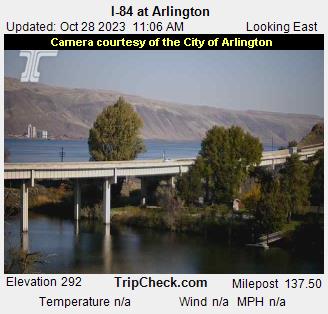 I-84 at Arlington
Updated: Oct 28 2023 11:06 AM Looking East
Camera courtesy of the City of Arlington
Elevation 292 TripCheck.com Milepost 137.50
Temperature n/a Wind n/a MPH n/a